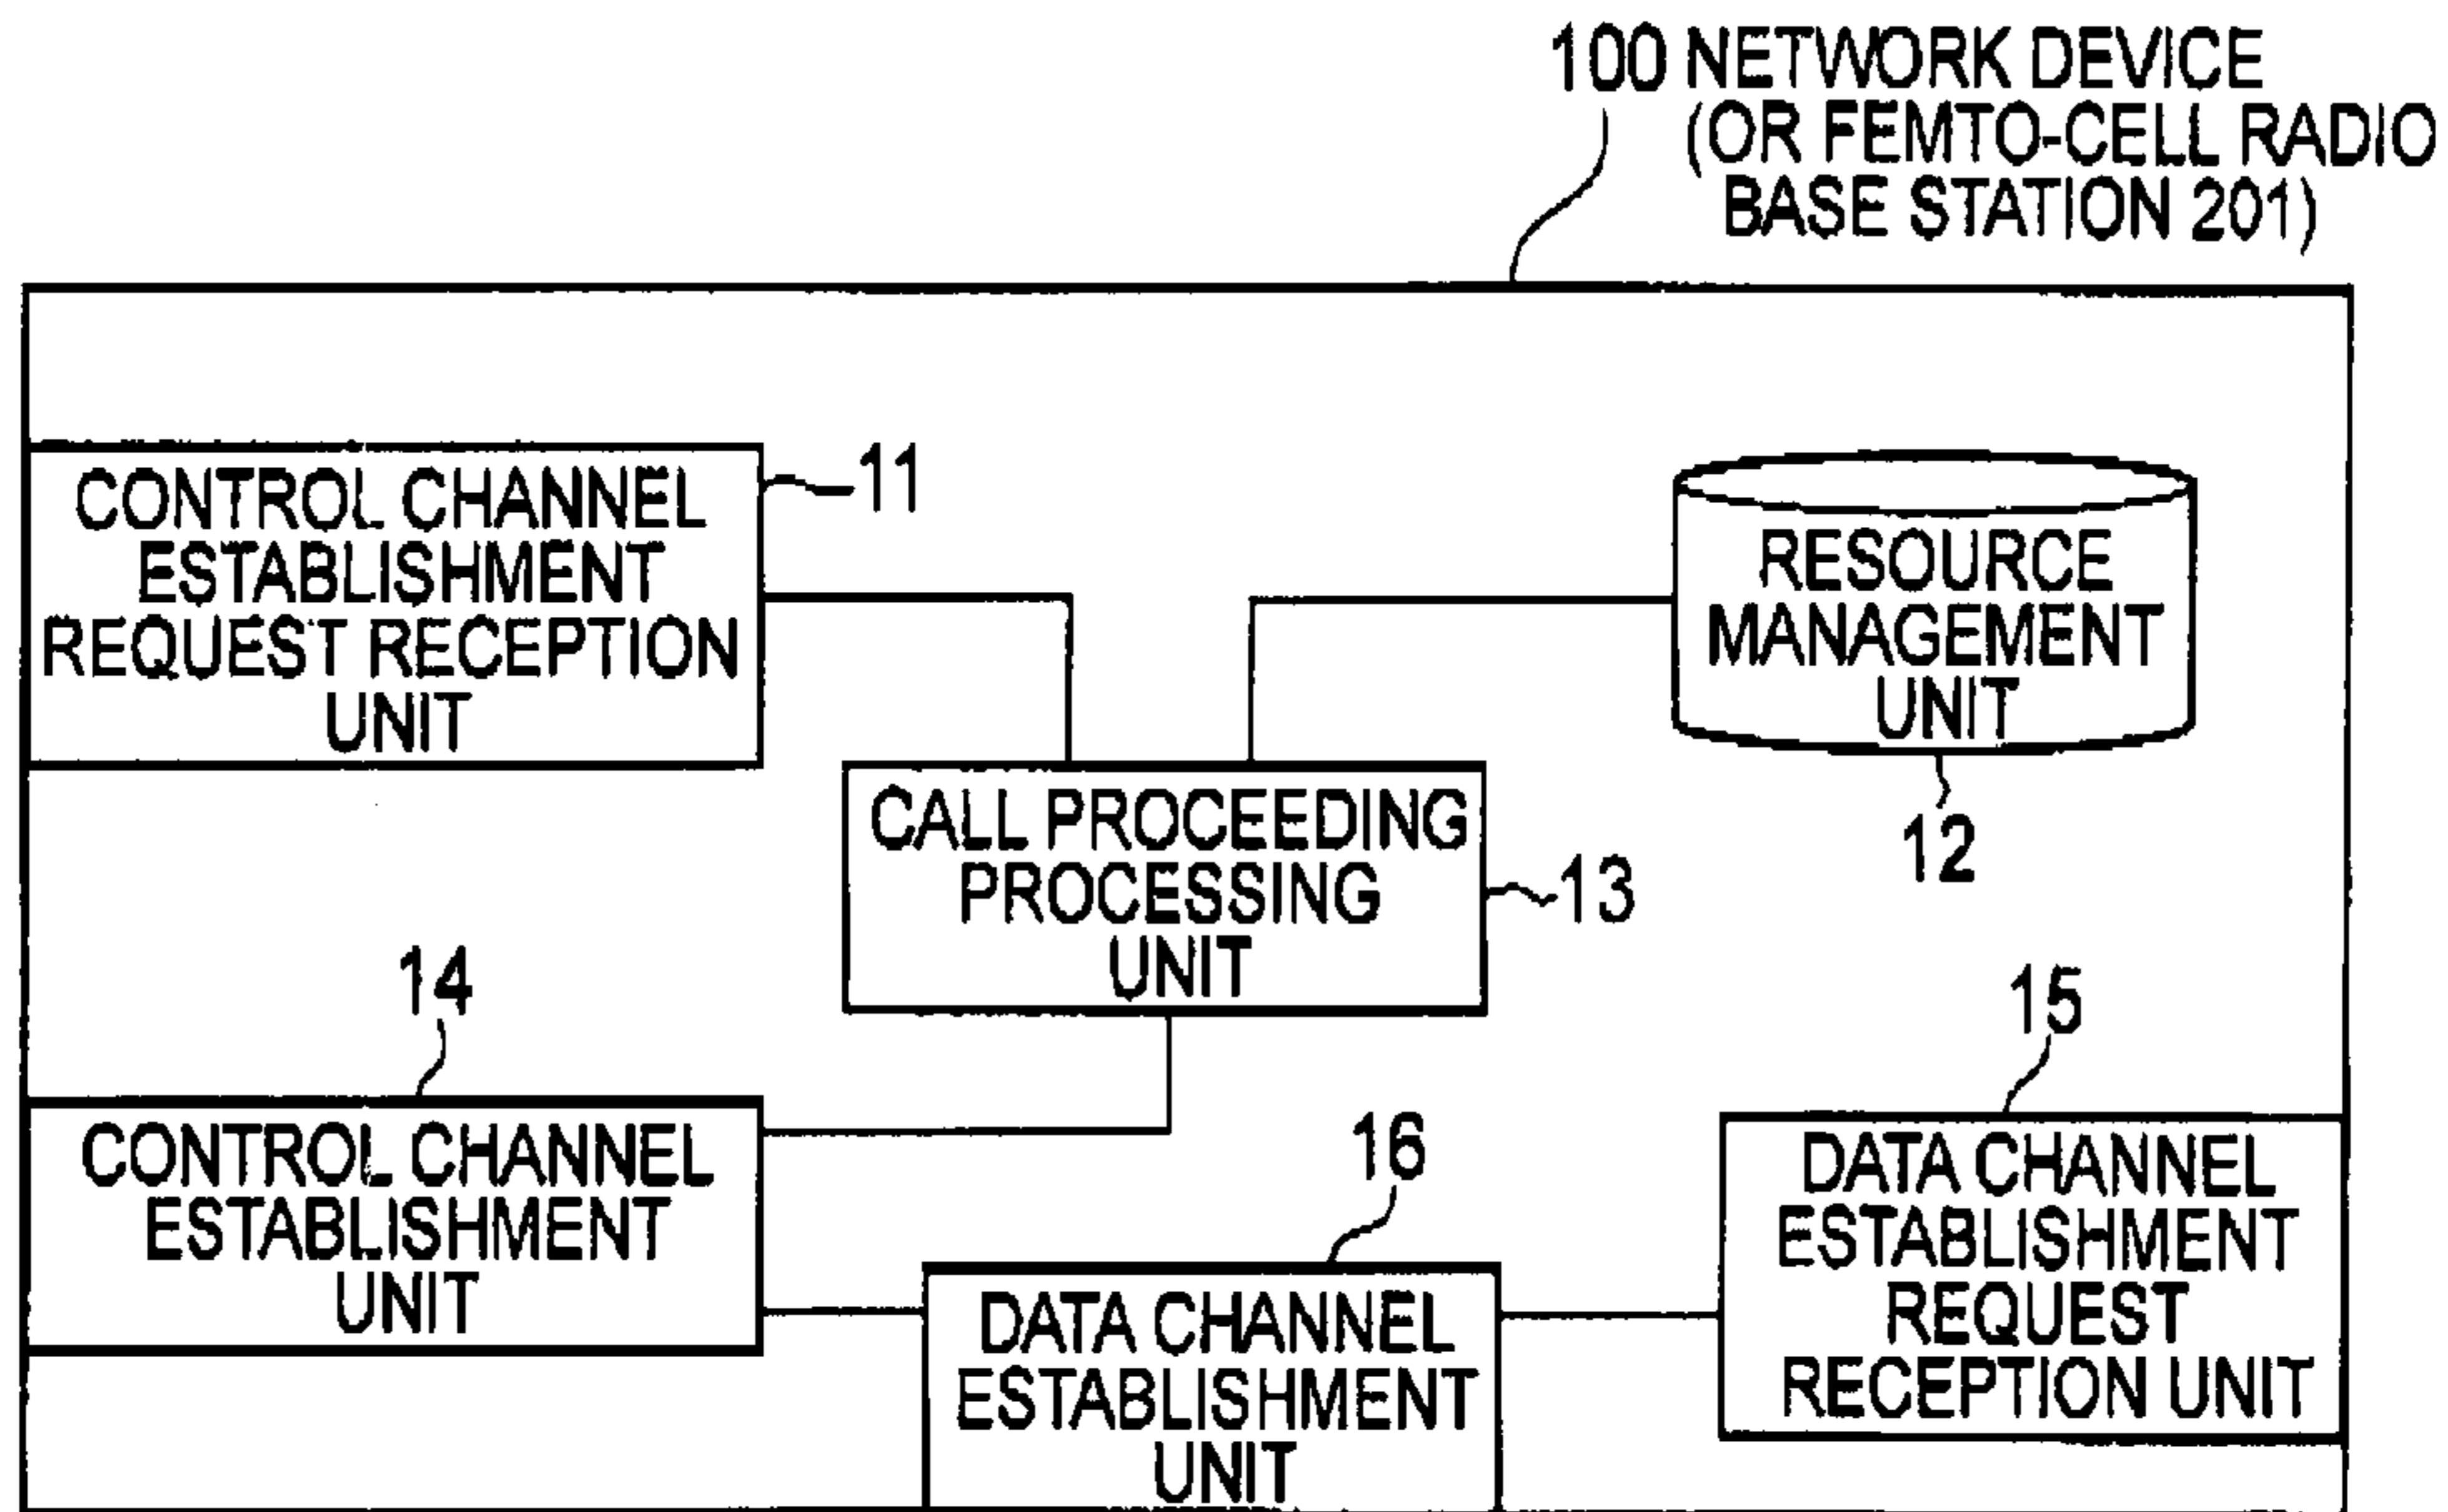 100 NETWORK DEVICE
(OR FEMTO-CELL RADIO
BASE STATION 201)
CONTROL CHANNEL
ESTABLISHMENT
REQUEST RECEPTION
UNIT
11
RESOURCE
MANAGEMENT
UNIT
12
CALL PROCEEDING
PROCESSING
UNIT
13
14
CONTROL CHANNEL
ESTABLISHMENT
UNIT
16
DATA CHANNEL
ESTABLISHMENT
UNIT
15
DATA CHANNEL
ESTABLISHMENT
REQUEST
RECEPTION UNIT